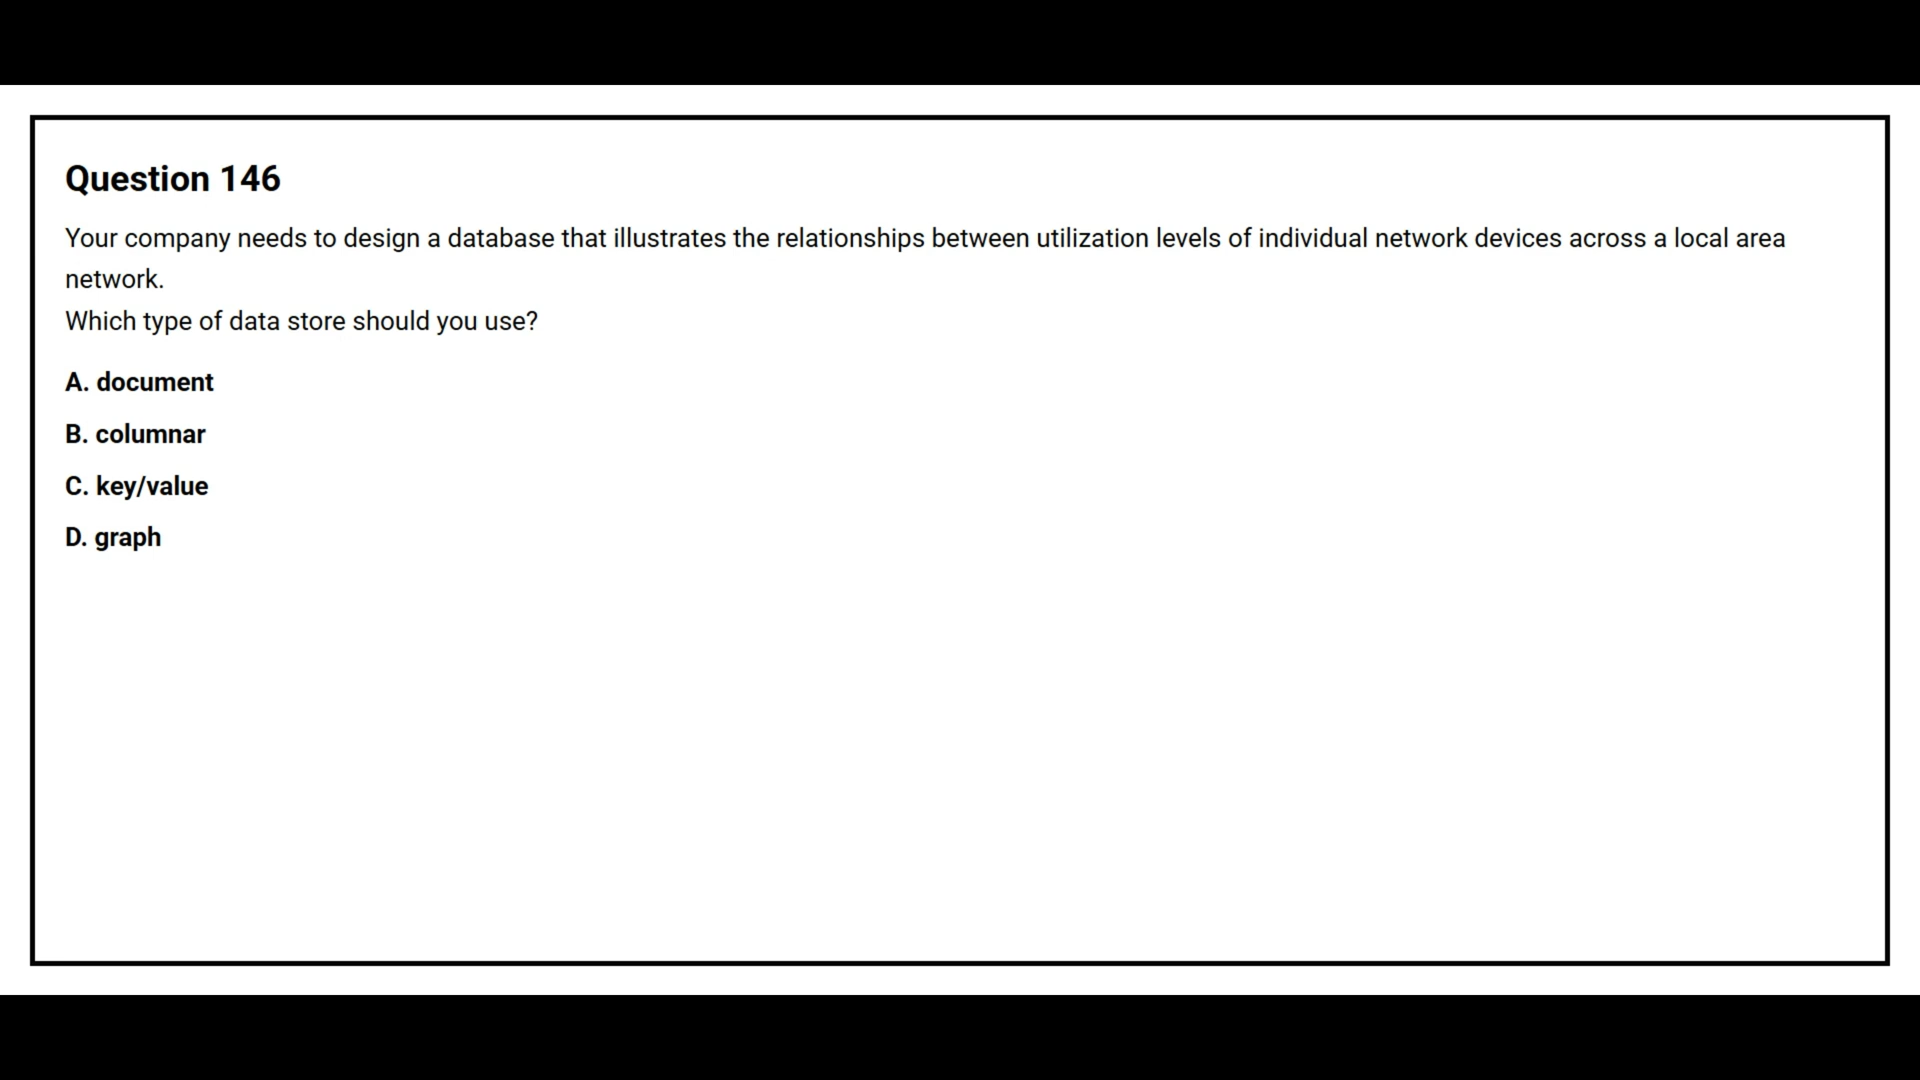 Question 146
Your company needs to design a database that illustrates the relationships between utilization levels of individual network devices across a local area
network.
Which type of data store should you use?
A. document
B. columnar
C. key/value
D. graph